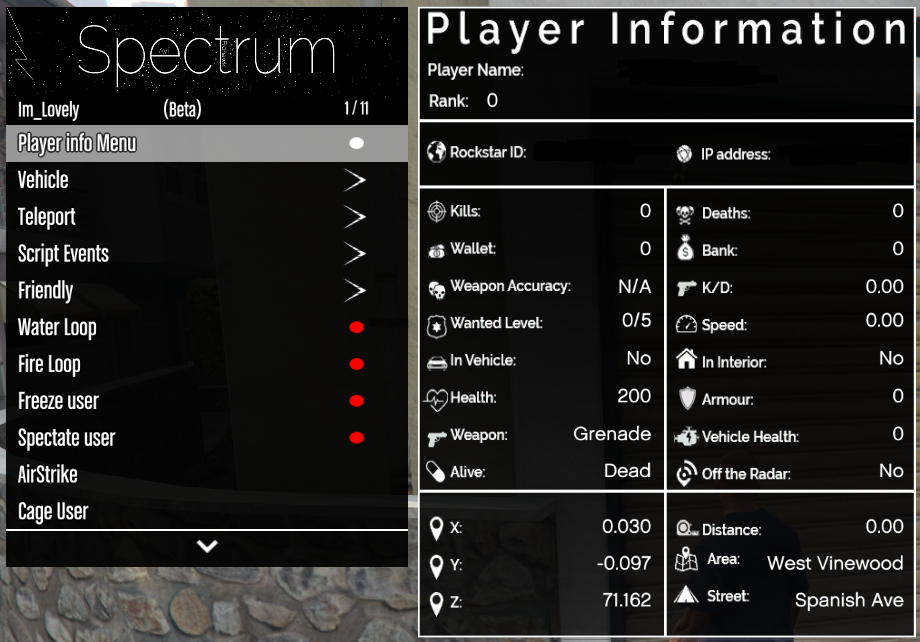 Spectrum
Im_Lovely (Beta) 1 / 11
Player info Menu
Vehicle
Teleport
Script Events
Friendly
Water Loop
Fire Loop
Freeze user
Spectate user
AirStrike
Cage User
Player Information
Player Name:
Rank: 0
Rockstar ID: IP address:
Kills: 0 Deaths: 0
Wallet: 0 Bank: 0
Weapon Accuracy: N/A K/D: 0.00
Wanted Level: 0/5 Speed: 0.00
In Vehicle: No In Interior: No
Health: 200 Armour: 0
Weapon: Grenade Vehicle Health: 0
Alive: Dead Off the Radar: No
X: 0.030 Distance: 0.00
Y: -0.097 Area: West Vinewood
Z: 71.162 Street: Spanish Ave